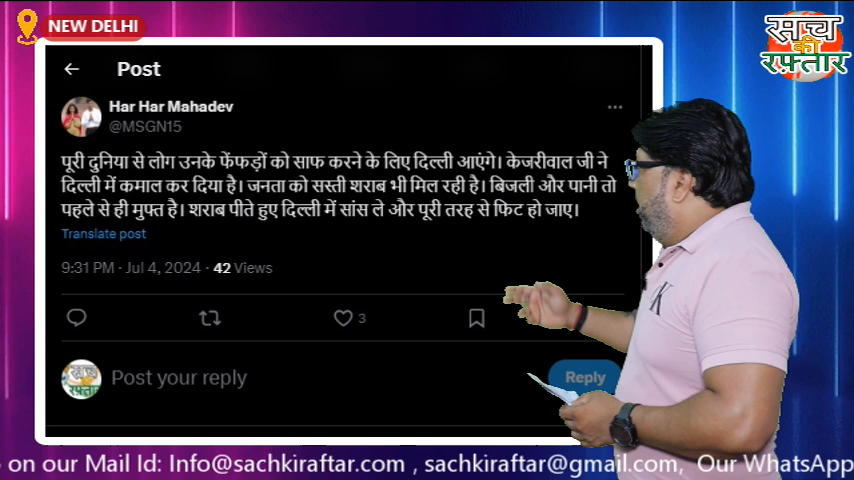 NEW DELHI
सच
की
रफ़्तार
Post
Har Har Mahadev
@MSGN15
पूरी दुनिया से लोग उनके फेंफड़ों को साफ करने के लिए दिल्ली आएंगे। केजरीवाल जी ने
दिल्ली में कमाल कर दिया है। जनता को सस्ती शराब भी मिल रही है। बिजली और पानी तो
पहले से ही मुफ्त है। शराब पीते हुए दिल्ली में सांस ले और पूरी तरह से फिट हो जाए।
Translate post
9:31 PM · Jul 4, 2024 · 42 Views
3
सच
की
रफ़्तार
Post your reply
Reply
K
on our Mail Id: Info@sachkiraftar.com , sachkiraftar@gmail.com, Our WhatsApp